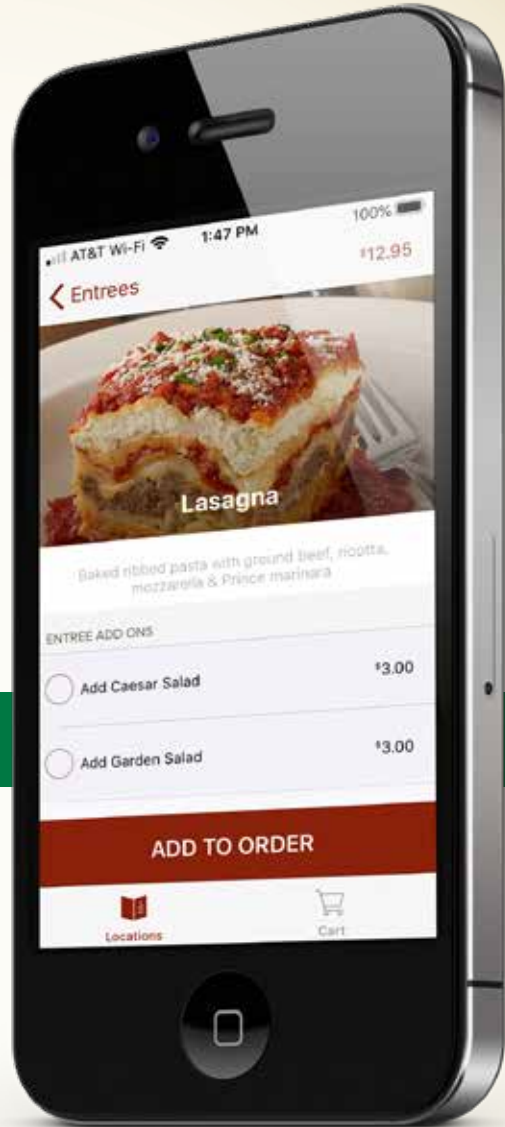 AT&T Wi-Fi 1:47 PM 100%
Entrees $12.95
Lasagna
Baked ribbed pasta with ground beef, ricotta,
mozzarella & Prince marinara
ENTREE ADD ONS
Add Caesar Salad $3.00
Add Garden Salad $3.00
ADD TO ORDER
Locations Cart